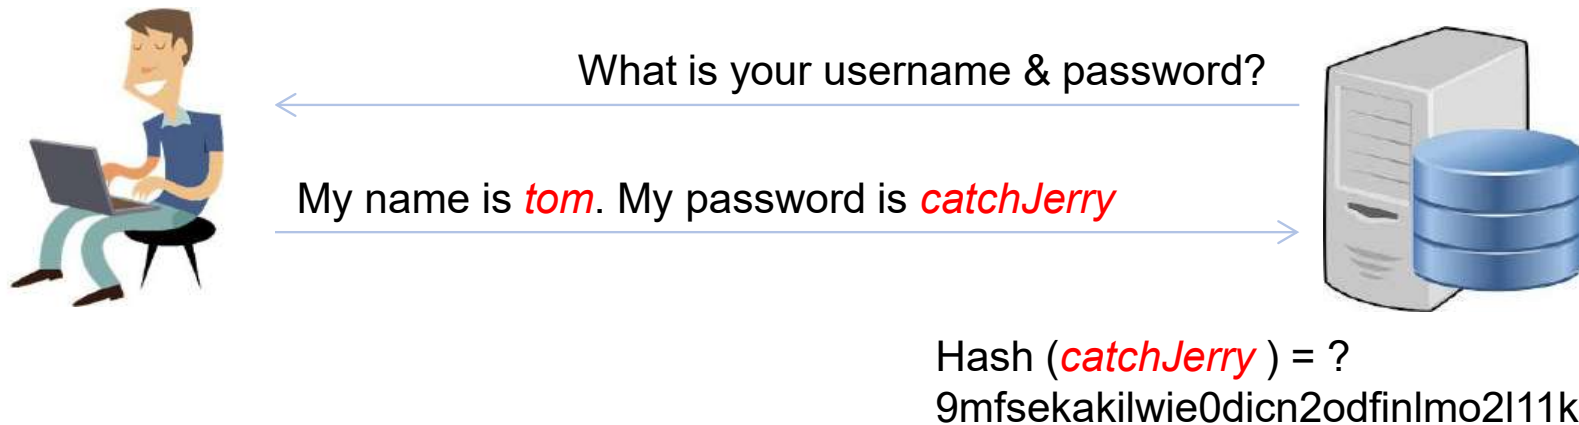 What is your username & password?
My name is tom. My password is catchJerry
Hash (catchJerry ) = ?
9mfsekakilwie0dicn2odfinlmo2l11k